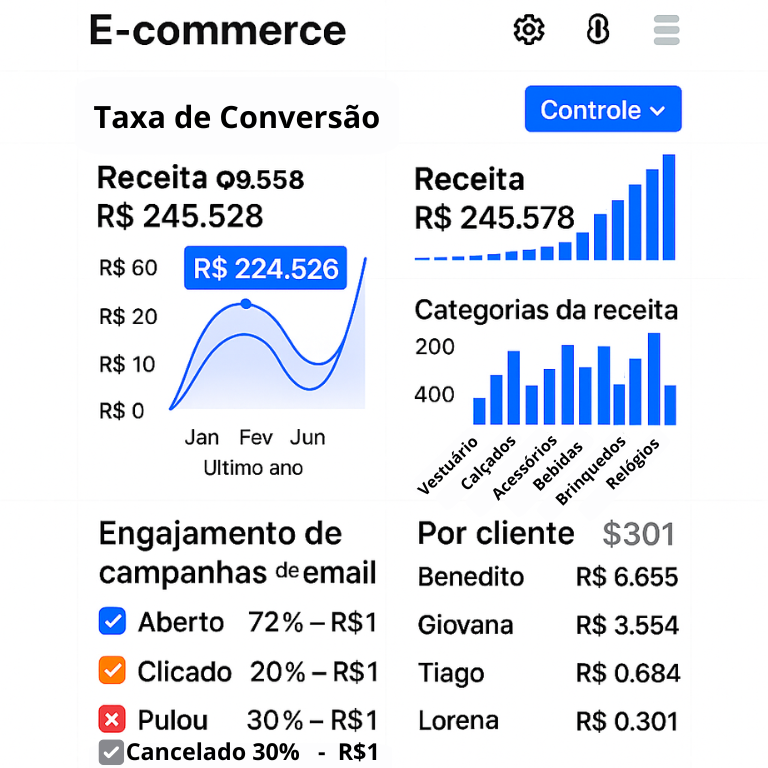 E-commerce
Taxa de Conversão
Controle
Receita Q9.558
R$ 245.528
R$ 60
R$ 224.526
R$ 20
R$ 10
R$ 0
Jan Fev Jun
Ultimo ano
Receita
R$ 245.578
Categorias da receita
200
400
Vestuário
Calçados
Acessórios
Bebidas
Brinquedos
Relógios
Engajamento de
campanhas de email
Aberto 72% – R$1
Clicado 20% – R$1
Pulou 30% – R$1
Cancelado 30% - R$1
Por cliente $301
Benedito R$ 6.655
Giovana R$ 3.554
Tiago R$ 0.684
Lorena R$ 0.301